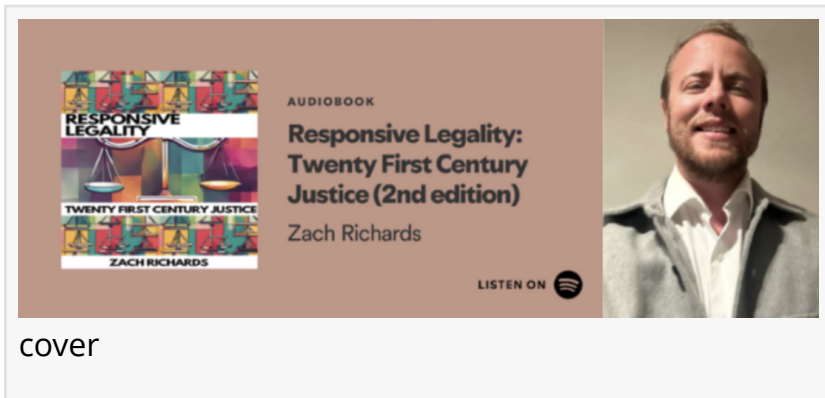 RESPONSIVE
LEGALITY
TWENTY FIRST CENTURY JUSTICE
ZACH RICHARDS
AUDIOBOOK
Responsive Legality:
Twenty First Century
Justice (2nd edition)
Zach Richards
LISTEN ON
cover